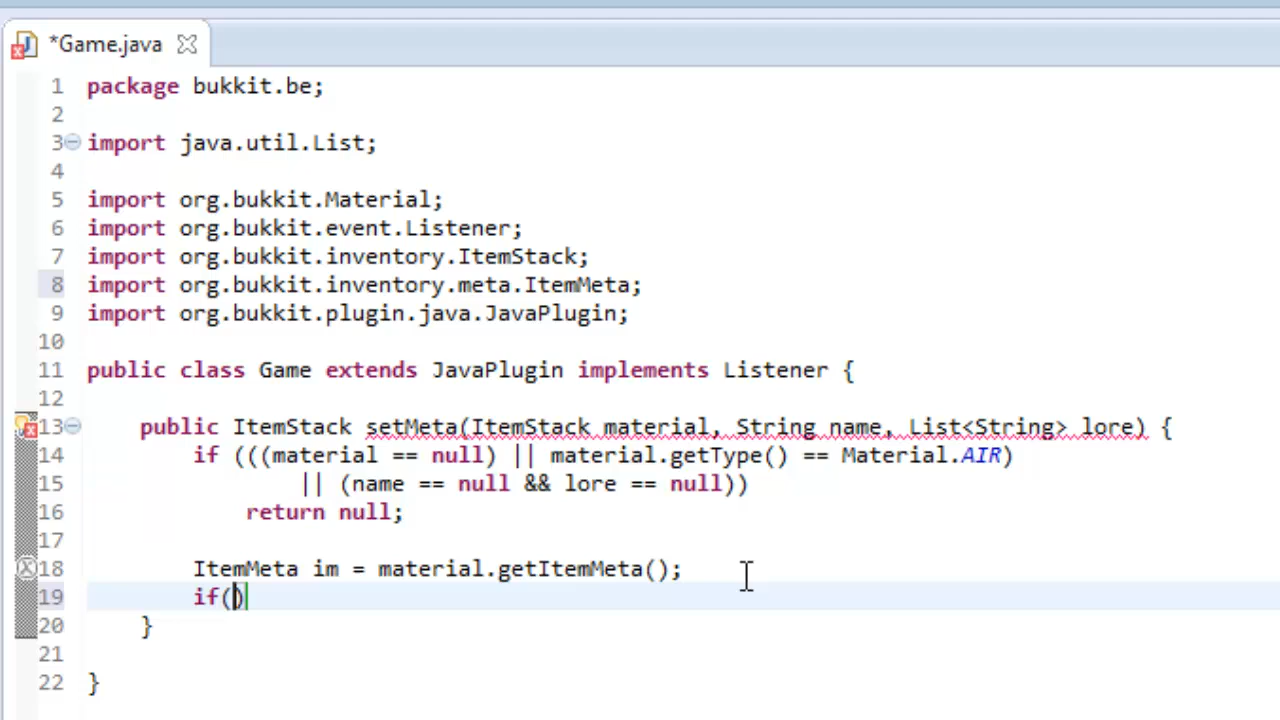 *Game.java
1 package bukkit.be;
2
3 import java.util.List;
4
5 import org.bukkit.Material;
6 import org.bukkit.event.Listener;
7 import org.bukkit.inventory.ItemStack;
8 import org.bukkit.inventory.meta.ItemMeta;
9 import org.bukkit.plugin.java.JavaPlugin;
10
11 public class Game extends JavaPlugin implements Listener {
12
13 public ItemStack setMeta(ItemStack material, String name, List<String> lore) {
14 if (((material == null) || material.getType() == Material.AIR)
15 || (name == null && lore == null))
16 return null;
17
18 ItemMeta im = material.getItemMeta();
19 if()
20 }
21
22 }